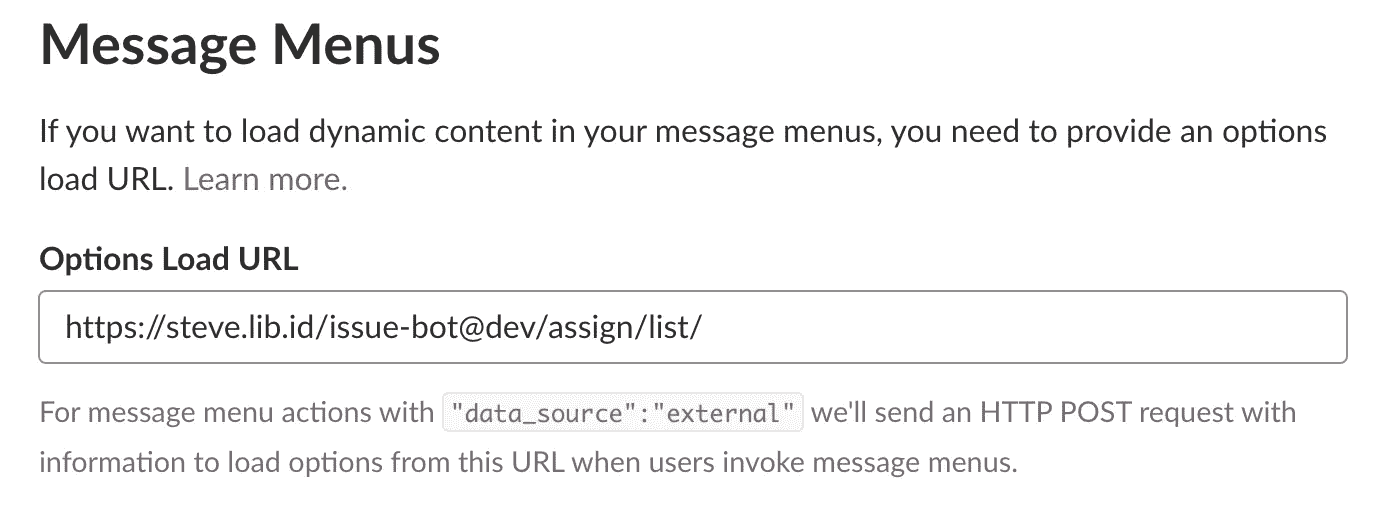 Message Menus
If you want to load dynamic content in your message menus, you need to provide an options
load URL. Learn more.
Options Load URL
https://steve.lib.id/issue-bot@dev/assign/list/
For message menu actions with "data_source":"external" we'll send an HTTP POST request with
information to load options from this URL when users invoke message menus.